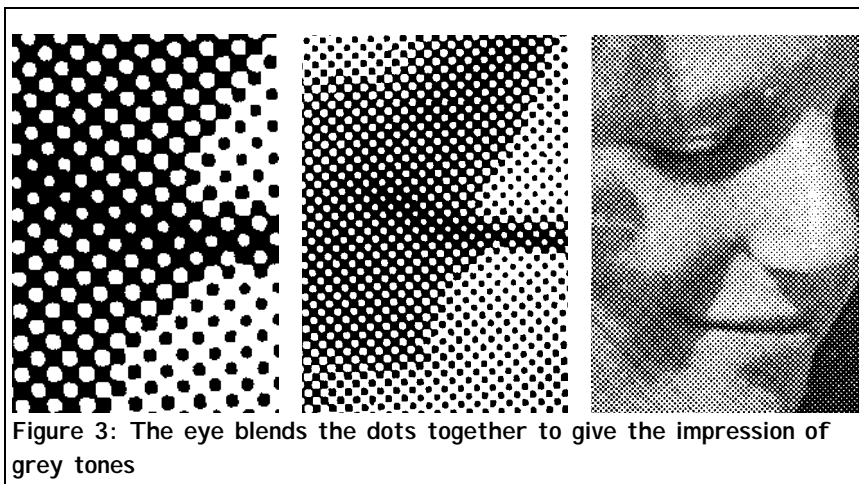 Figure 3: The eye blends the dots together to give the impression of
grey tones